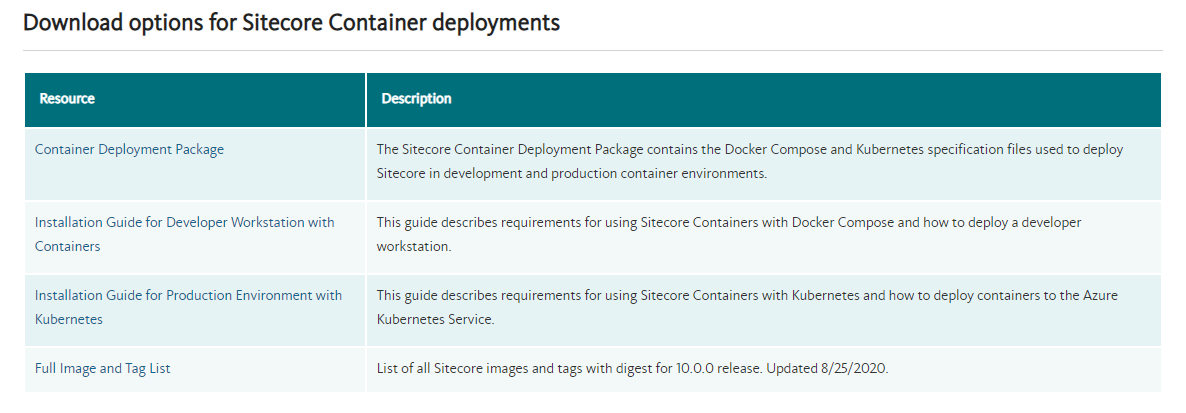 Download options for Sitecore Container deployments
Resource
Description
Container Deployment Package
The Sitecore Container Deployment Package contains the Docker Compose and Kubernetes specification files used to deploy
Sitecore in development and production container environments.
Installation Guide for Developer Workstation with
Containers
This guide describes requirements for using Sitecore Containers with Docker Compose and how to deploy a developer
workstation.
Installation Guide for Production Environment with
Kubernetes
This guide describes requirements for using Sitecore Containers with Kubernetes and how to deploy containers to the Azure
Kubernetes Service.
Full Image and Tag List
List of all Sitecore images and tags with digest for 10.0.0 release. Updated 8/25/2020.